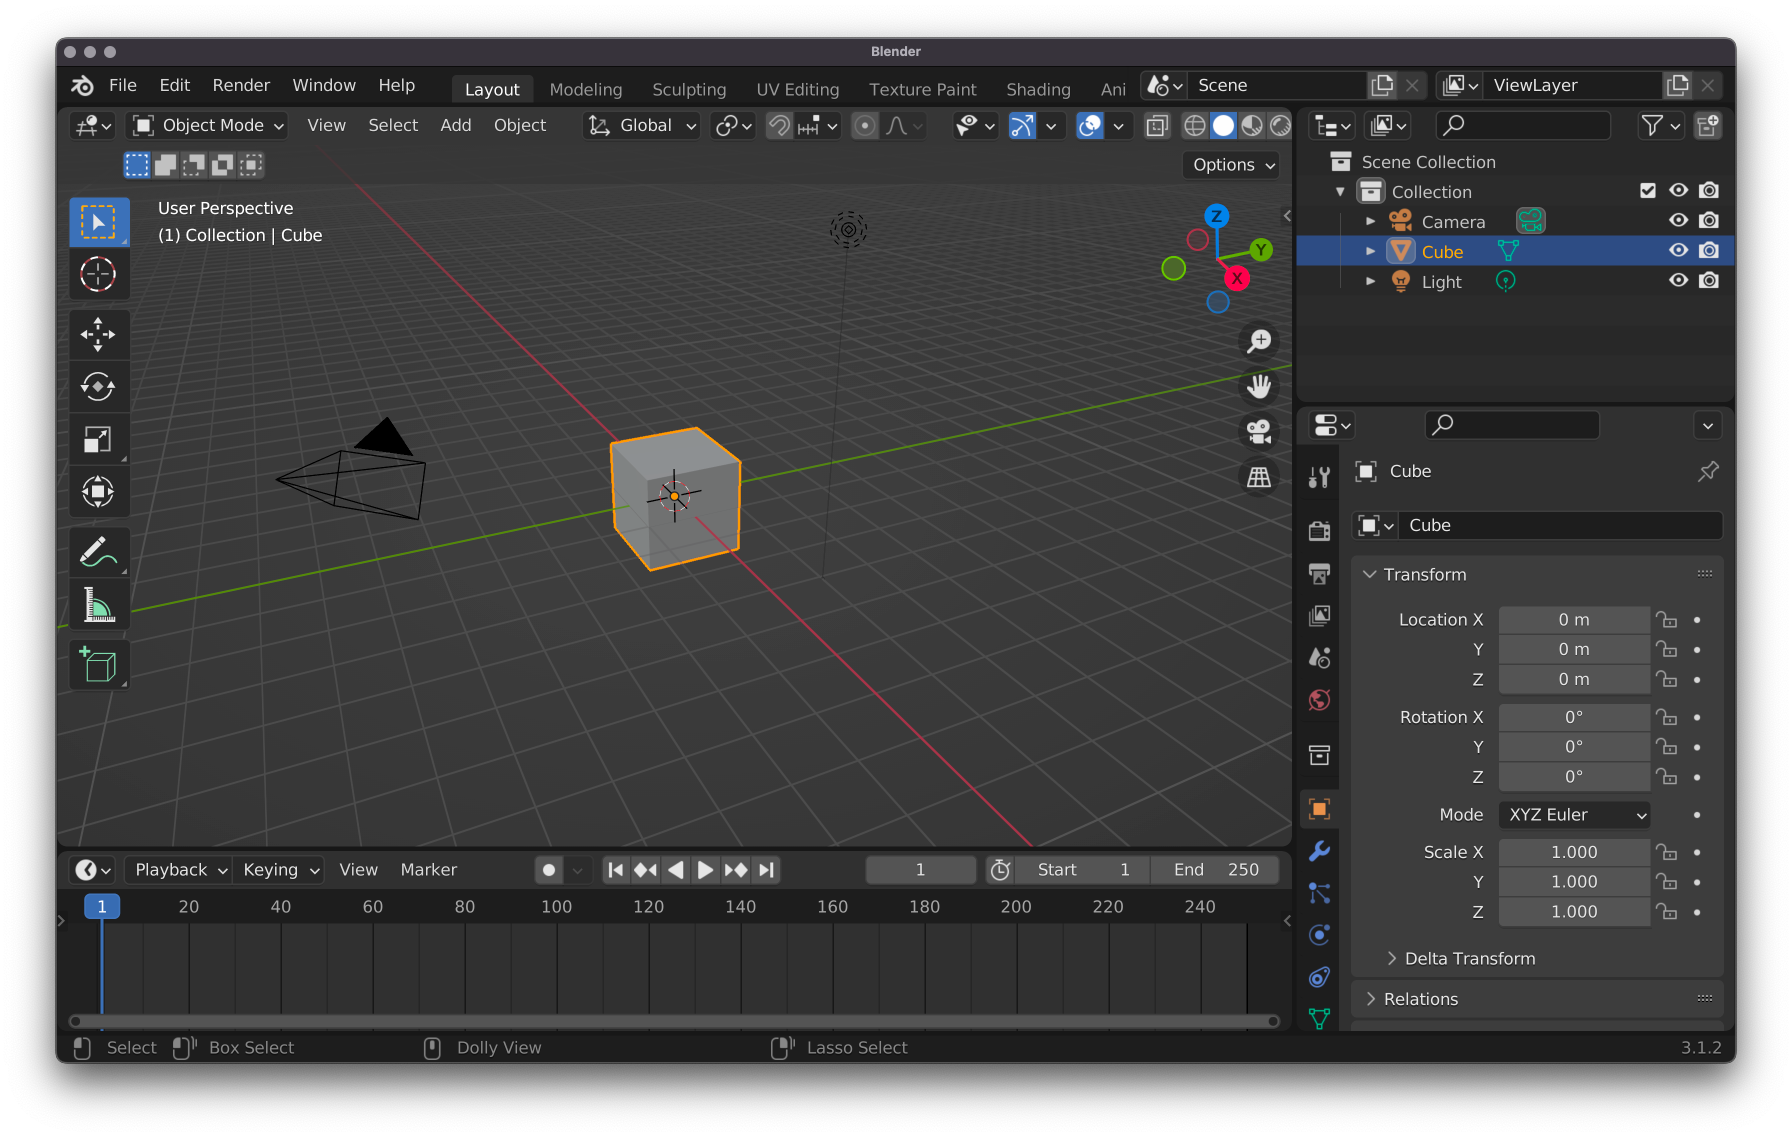 Blender
File Edit Render Window Help Layout Modeling Sculpting UV Editing Texture Paint Shading Ani Scene ViewLayer
Object Mode View Select Add Object Global
Options
User Perspective
(1) Collection | Cube
Z
Y
X
Scene Collection
Collection
Camera
Cube
Light
Cube
Cube
Transform
Location X 0 m
Y 0 m
Z 0 m
Rotation X 0°
Y 0°
Z 0°
Mode XYZ Euler
Scale X 1.000
Y 1.000
Z 1.000
Delta Transform
Relations
Playback Keying View Marker 1 Start 1 End 250
1 20 40 60 80 100 120 140 160 180 200 220 240
Select Box Select Dolly View Lasso Select 3.1.2